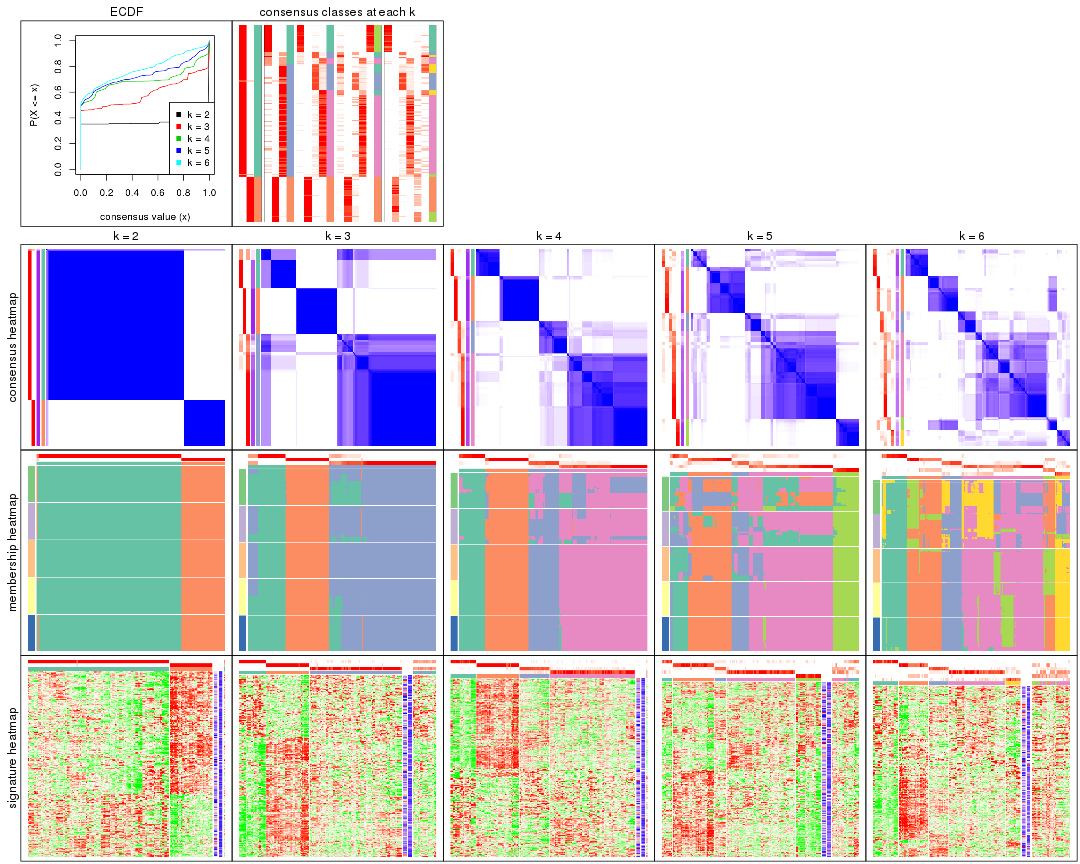 ECDF
consensus classes at each k
P(X <= x)
0.0
0.2
0.4
0.6
0.8
1.0
k = 2
k = 3
k = 4
k = 5
k = 6
0.0 0.2 0.4 0.6 0.8 1.0
consensus value (x)
k = 2
k = 3
k = 4
k = 5
k = 6
consensus heatmap
membership heatmap
signature heatmap